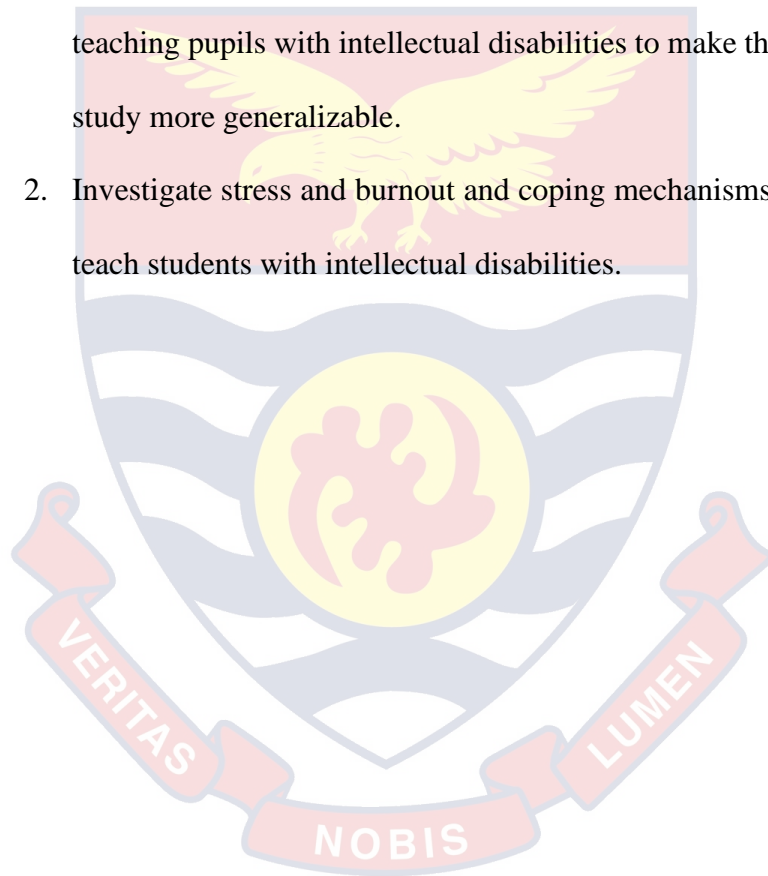 teaching pupils with intellectual disabilities to make th
study more generalizable.
2. Investigate stress and burnout and coping mechanisms
teach students with intellectual disabilities.
VERITAS
NOBIS
LUMEN